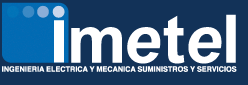 imetel
INGENIERIA ELECTRICA Y MECANICA SUMINISTROS Y SERVICIOS